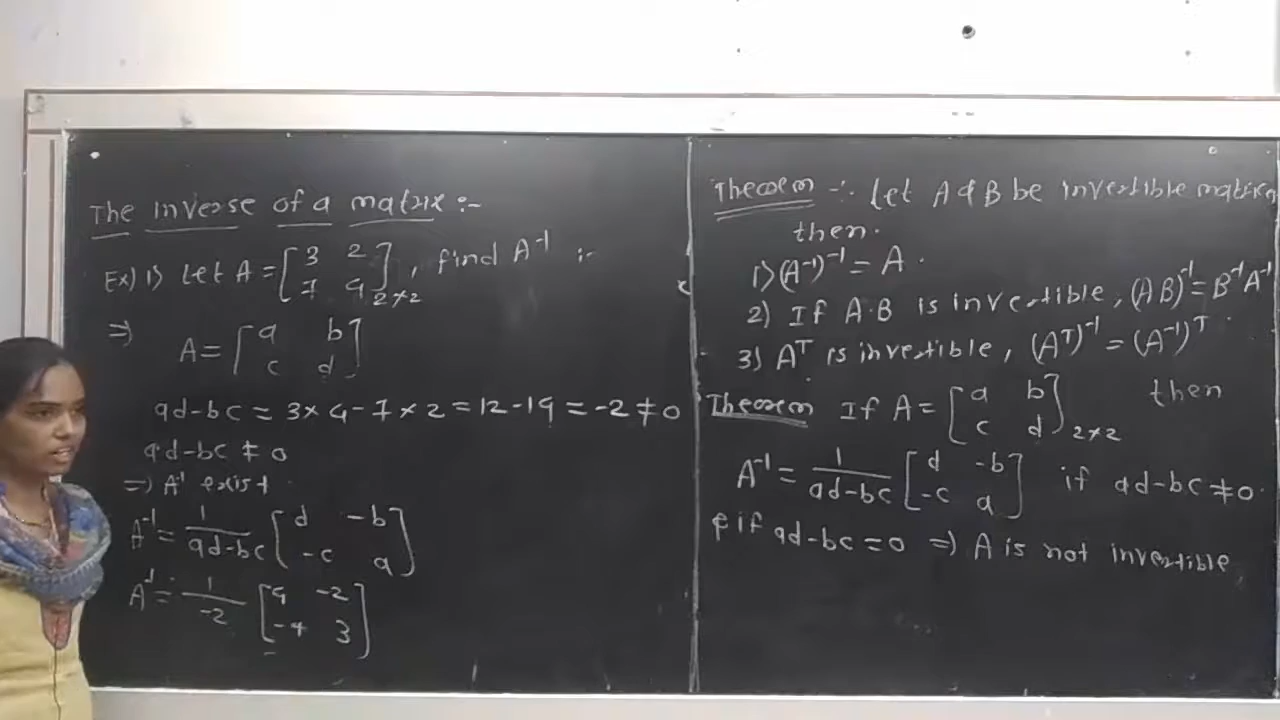 The inverse of a matrix :-
Ex) 1) Let A = [3 2 7 4]2×2 , find A⁻¹ :-
⇒
A = [a b c d]
ad-bc = 3×4-7×2 = 12-14 = -2 ≠ 0
ad-bc ≠ 0
⇒ A⁻¹ exist.
A⁻¹ = 1/ad-bc [d -b -c a]
A⁻¹ = 1/-2 [4 -2 -7 3]
Theorem :- Let A & B be invertible matrices
then.
1) (A⁻¹)⁻¹ = A .
2) If A·B is invertible, (AB)⁻¹ = B⁻¹A⁻¹
3) Aᵀ is invertible, (Aᵀ)⁻¹ = (A⁻¹)ᵀ .
Theorem If A = [a b c d]2×2 then
A⁻¹ = 1/ad-bc [d -b -c a] if ad-bc ≠ 0.
& if ad-bc = 0 ⇒ A is not invertible